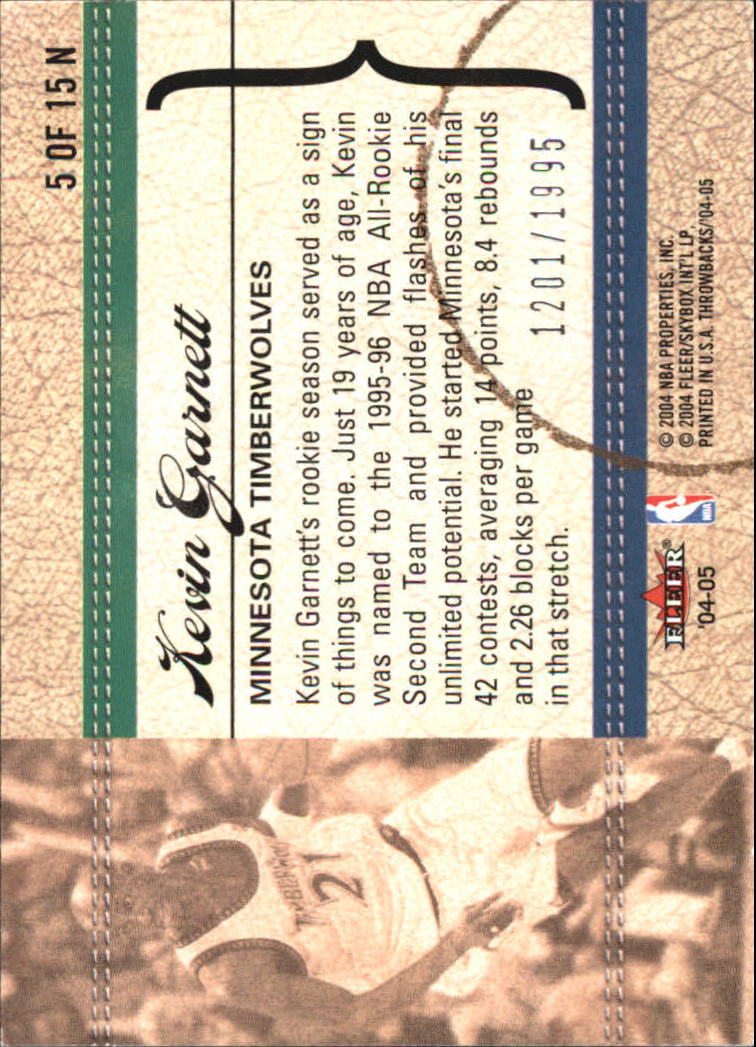 5 OF 15 N
Kevin Garnett
MINNESOTA TIMBERWOLVES
Kevin Garnett's rookie season served as a sign
of things to come. Just 19 years of age, Kevin
was named to the 1995-96 NBA All-Rookie
Second Team and provided flashes of his
unlimited potential. He started Minnesota's final
42 contests, averaging 14 points, 8.4 rebounds
and 2.26 blocks per game
in that stretch.
1201/1995
FLEER®
'04-05
NBA
© 2004 NBA PROPERTIES, INC.
© 2004 FLEER/SKYBOX INT'L LP,
PRINTED IN U.S.A. THROWBACKS/'04-05
TIMBERWOLVES
21